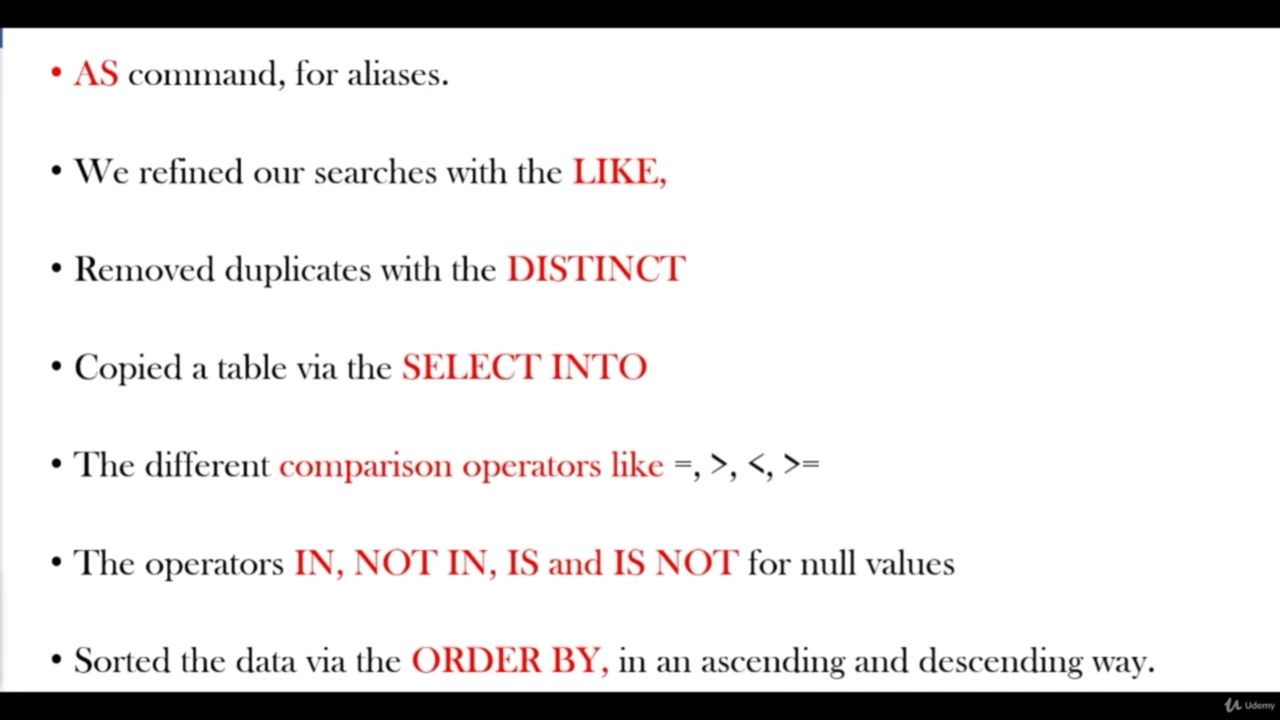 • AS command, for aliases.
• We refined our searches with the LIKE,
• Removed duplicates with the DISTINCT
• Copied a table via the SELECT INTO
• The different comparison operators like =, >, <, >=
• The operators IN, NOT IN, IS and IS NOT for null values
• Sorted the data via the ORDER BY, in an ascending and descending way.
Udemy